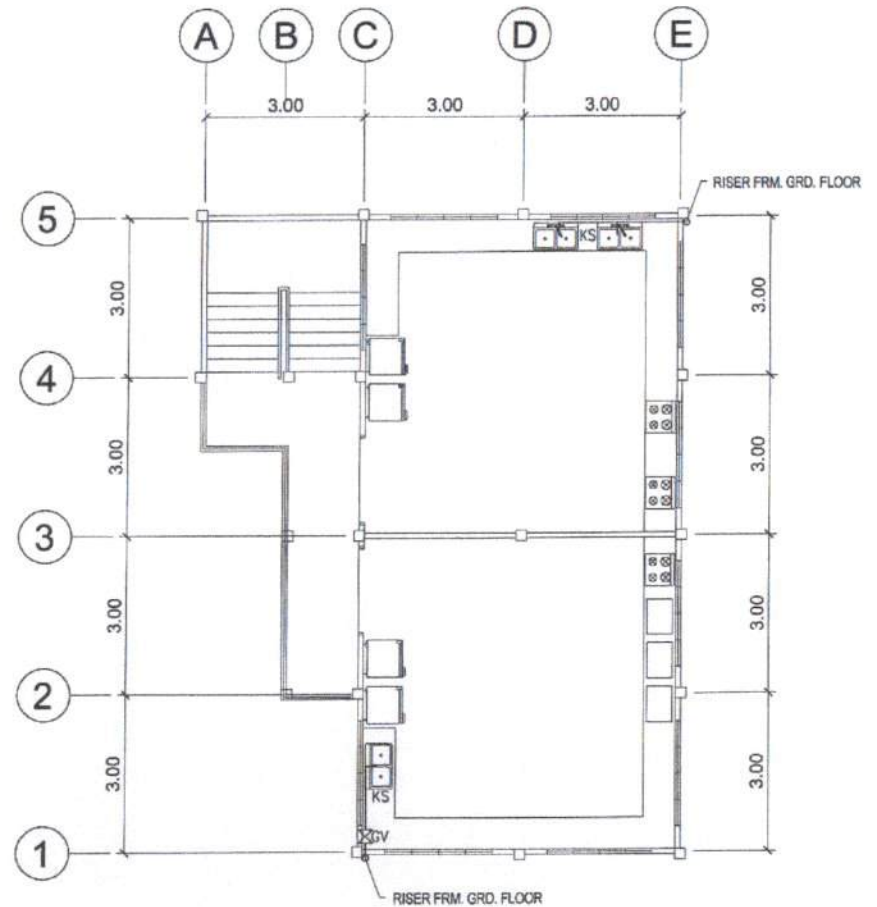 A B C D E
3.00 3.00 3.00
RISER FRM. GRD. FLOOR
5
KS
3.00 3.00
4
3.00 3.00
3
3.00 3.00
2
3.00 3.00
KS
GV
1
RISER FRM. GRD. FLOOR